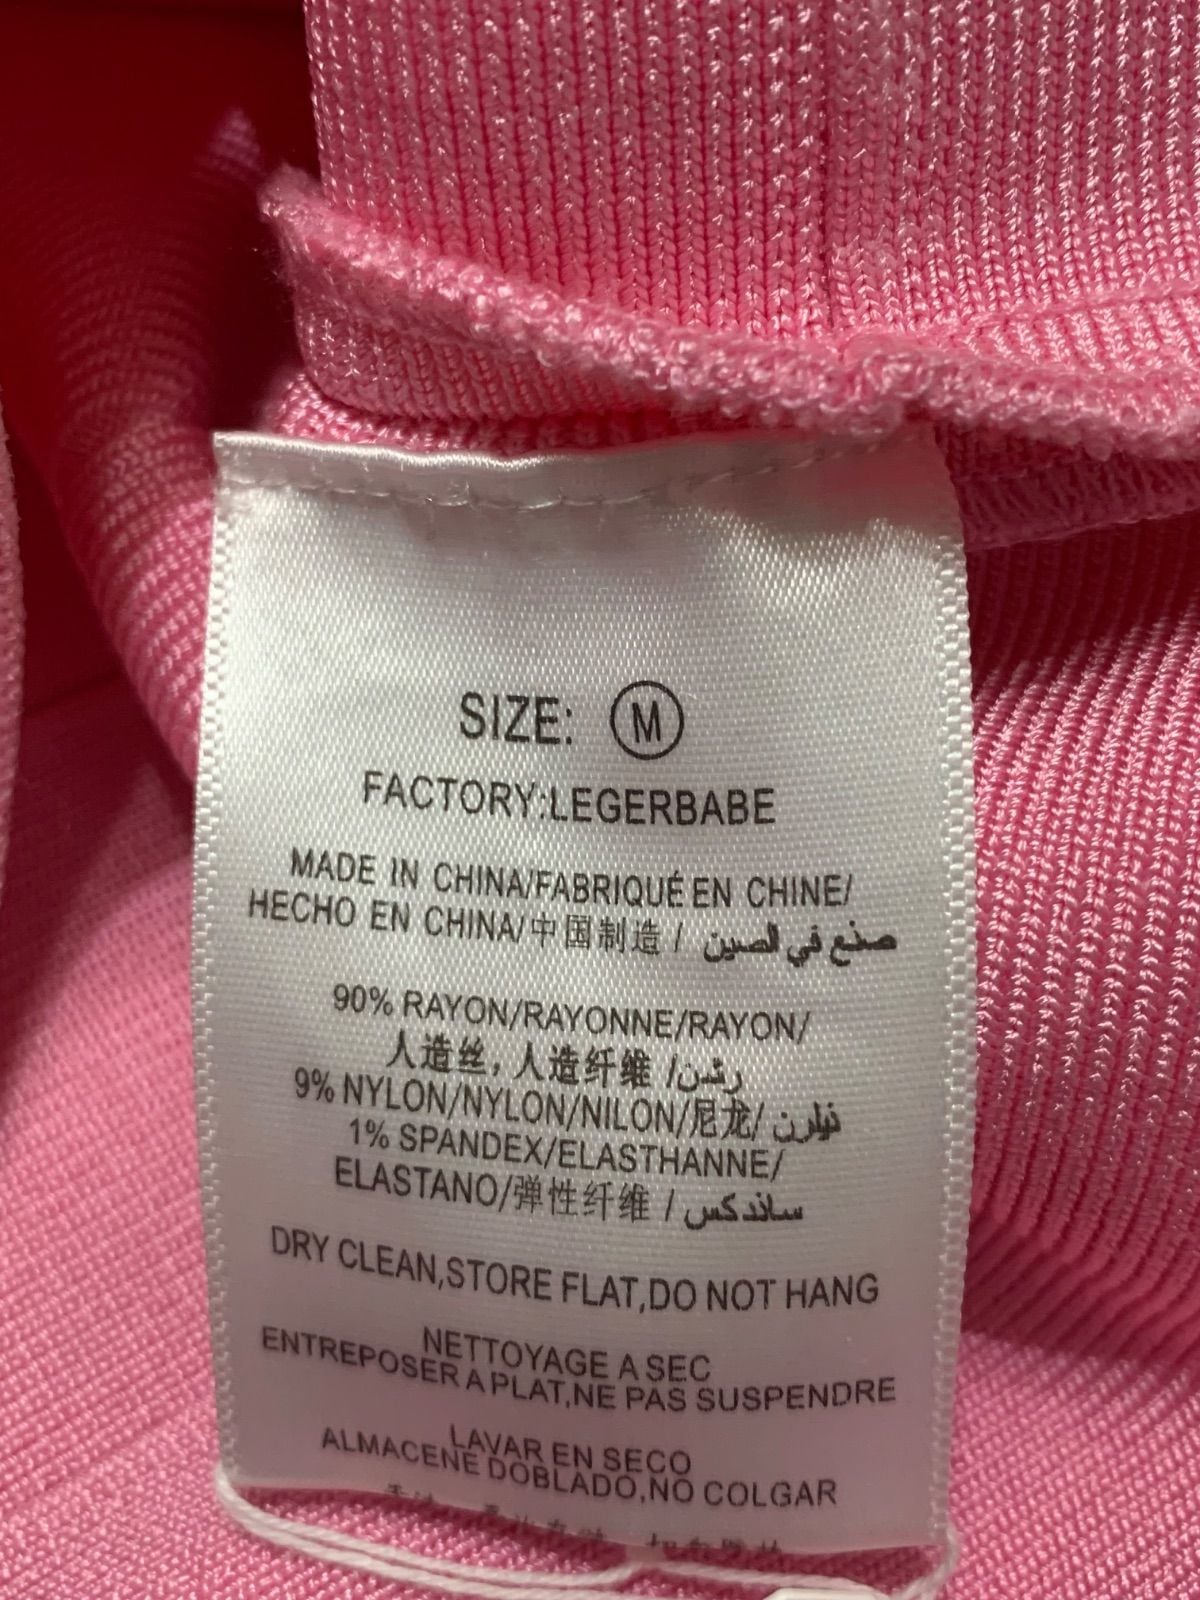 SIZE: M
FACTORY:LEGERBABE
MADE IN CHINA/FABRIQUÉ EN CHINE/
HECHO EN CHINA/中国制造/ صنع في الصين
90% RAYON/RAYONNE/RAYON/
人造丝,人造纤维/
9% NYLON/NYLON/NILON/尼龙/
1% SPANDEX/ELASTHANNE/
ELASTANO/弹性纤维/ ساندكس
DRY CLEAN,STORE FLAT,DO NOT HANG
NETTOYAGE A SEC
ENTREPOSER A PLAT,NE PAS SUSPENDRE
LAVAR EN SECO
ALMACENE DOBLADO,NO COLGAR